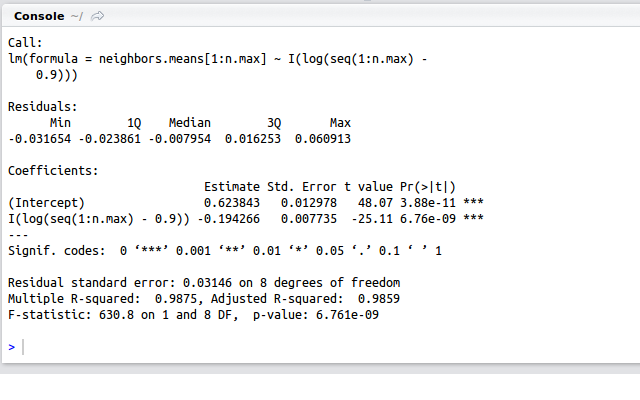 Console ~/
Call:
lm(formula = neighbors.means[1:n.max] ~ I(log(seq(1:n.max) -
    0.9)))
Residuals:
      Min        1Q    Median        3Q       Max
-0.031654 -0.023861 -0.007954  0.016253  0.060913
Coefficients:
                            Estimate Std. Error t value Pr(>|t|)
(Intercept)                 0.623843   0.012978   48.07 3.88e-11 ***
I(log(seq(1:n.max) - 0.9)) -0.194266   0.007735  -25.11 6.76e-09 ***
---
Signif. codes:  0 ‘***’ 0.001 ‘**’ 0.01 ‘*’ 0.05 ‘.’ 0.1 ‘ ’ 1
Residual standard error: 0.03146 on 8 degrees of freedom
Multiple R-squared:  0.9875, Adjusted R-squared:  0.9859
F-statistic: 630.8 on 1 and 8 DF,  p-value: 6.761e-09
>